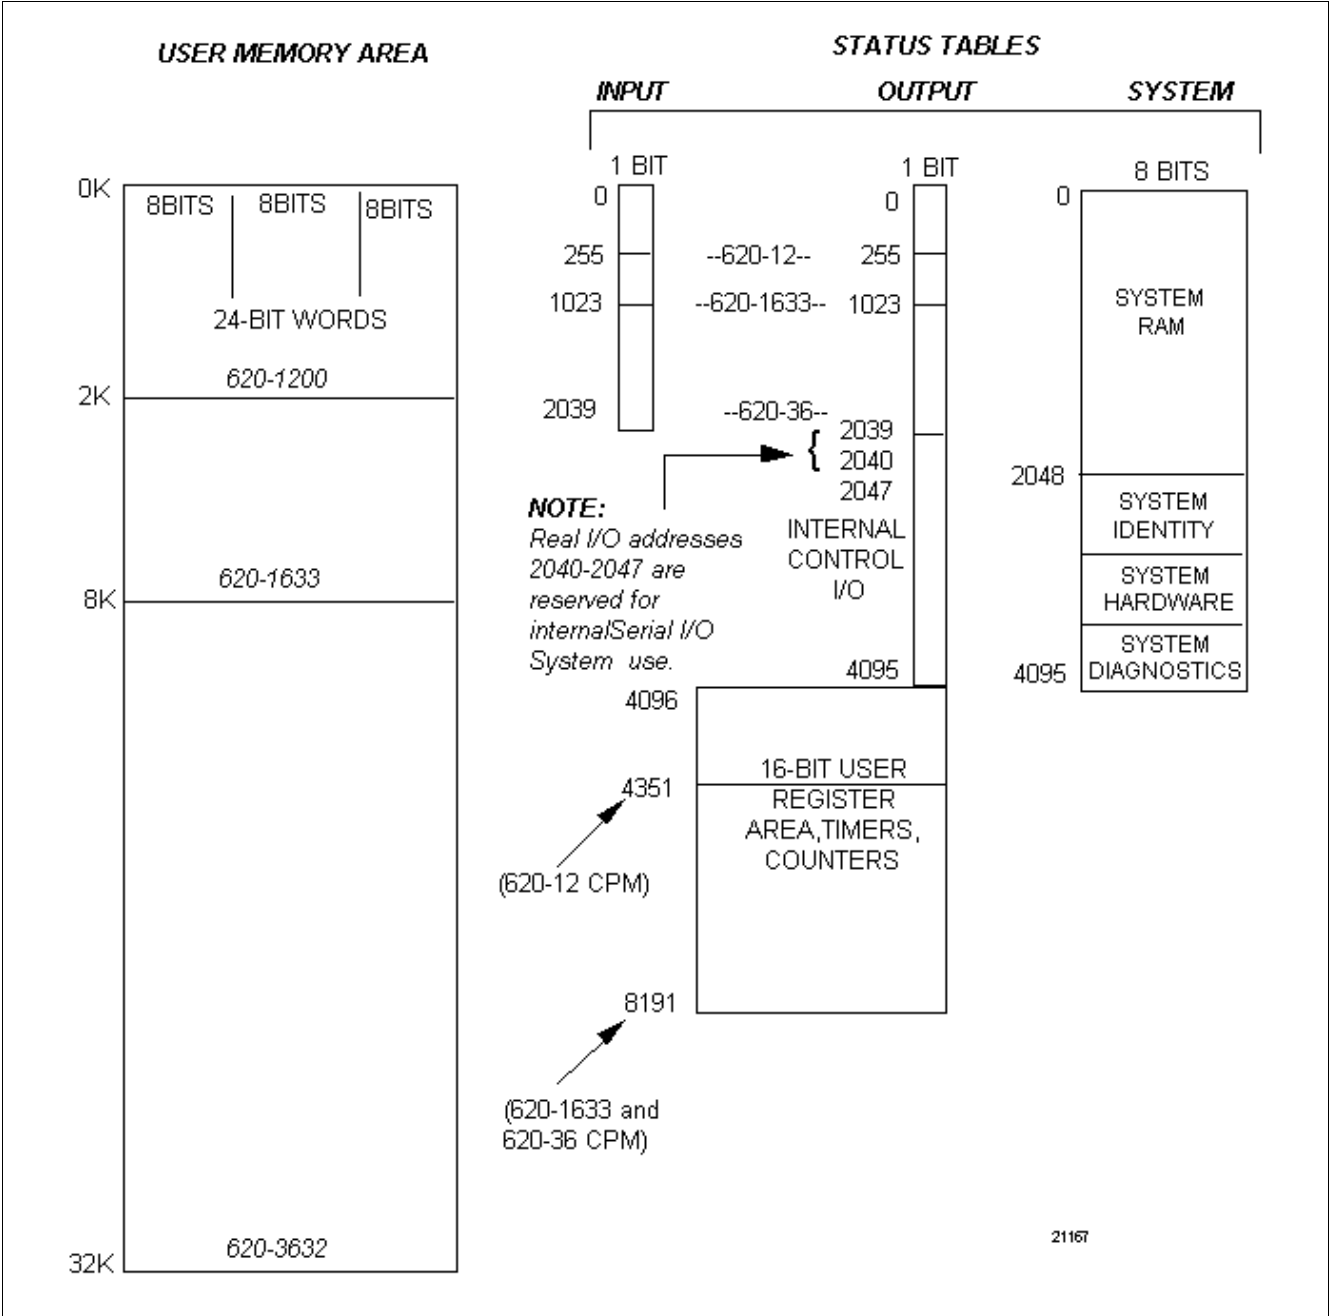 USER MEMORY AREA
0K
8BITS
8BITS
8BITS
24-BIT WORDS
620-1200
2K
620-1633
8K
620-3632
32K
STATUS TABLES
INPUT
OUTPUT
SYSTEM
1 BIT
0
255
1023
2039
--620-12--
--620-1633--
--620-36--
1 BIT
0
255
1023
2039
{ 2040
2047
INTERNAL
CONTROL
I/O
4095
NOTE:
Real I/O addresses
2040-2047 are
reserved for
internalSerial I/O
System use.
4096
4351
(620-12 CPM)
16-BIT USER
REGISTER
AREA,TIMERS,
COUNTERS
8191
(620-1633 and
620-36 CPM)
8 BITS
0
SYSTEM
RAM
2048
SYSTEM
IDENTITY
SYSTEM
HARDWARE
SYSTEM
DIAGNOSTICS
4095
21167